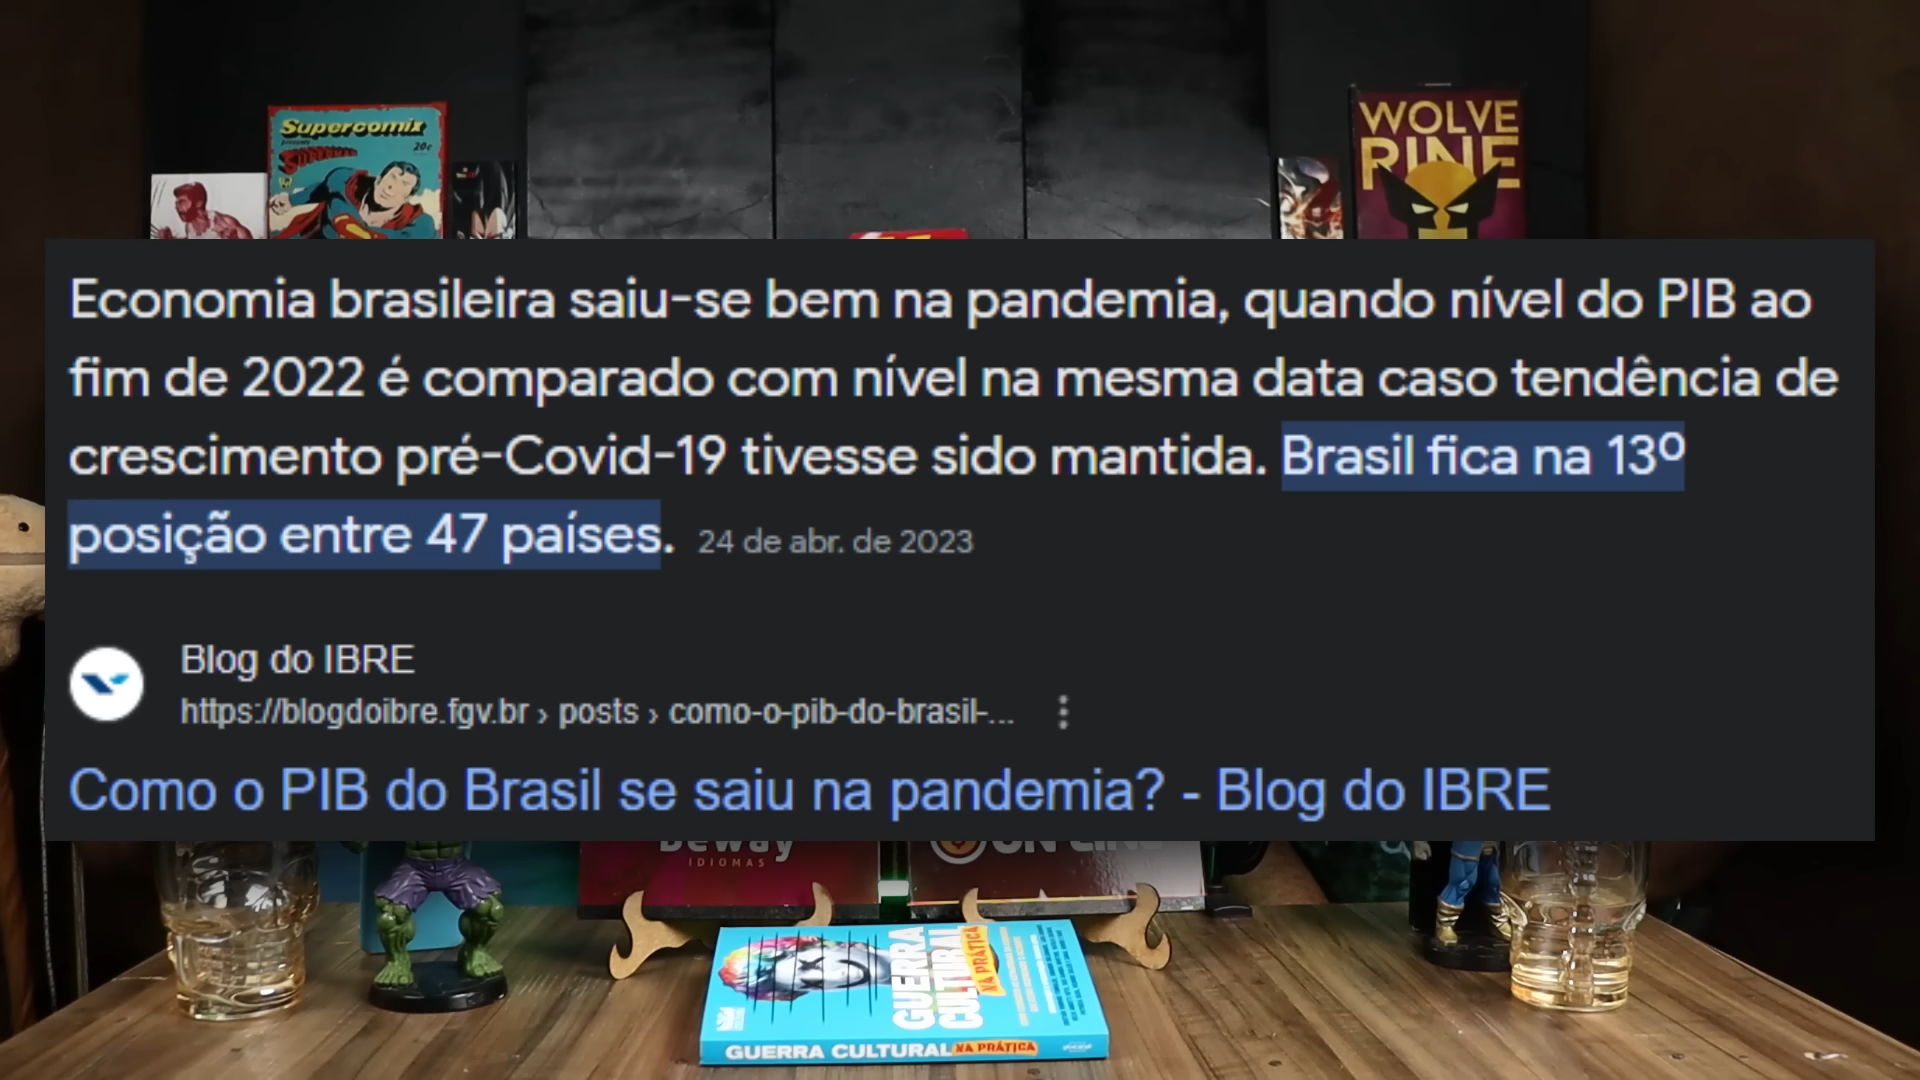 Supercomix
20¢
SUPERMAN
WOLVE
RINE
Economia brasileira saiu-se bem na pandemia, quando nível do PIB ao
fim de 2022 é comparado com nível na mesma data caso tendência de
crescimento pré-Covid-19 tivesse sido mantida. Brasil fica na 13º
posição entre 47 países. 24 de abr. de 2023
Blog do IBRE
https://blogdoibre.fgv.br › posts › como-o-pib-do-brasil-...
Como o PIB do Brasil se saiu na pandemia? - Blog do IBRE
IDIOMAS
GUERRA
CULTURAL
NA PRÁTICA
GUERRA CULTURAL NA PRÁTICA